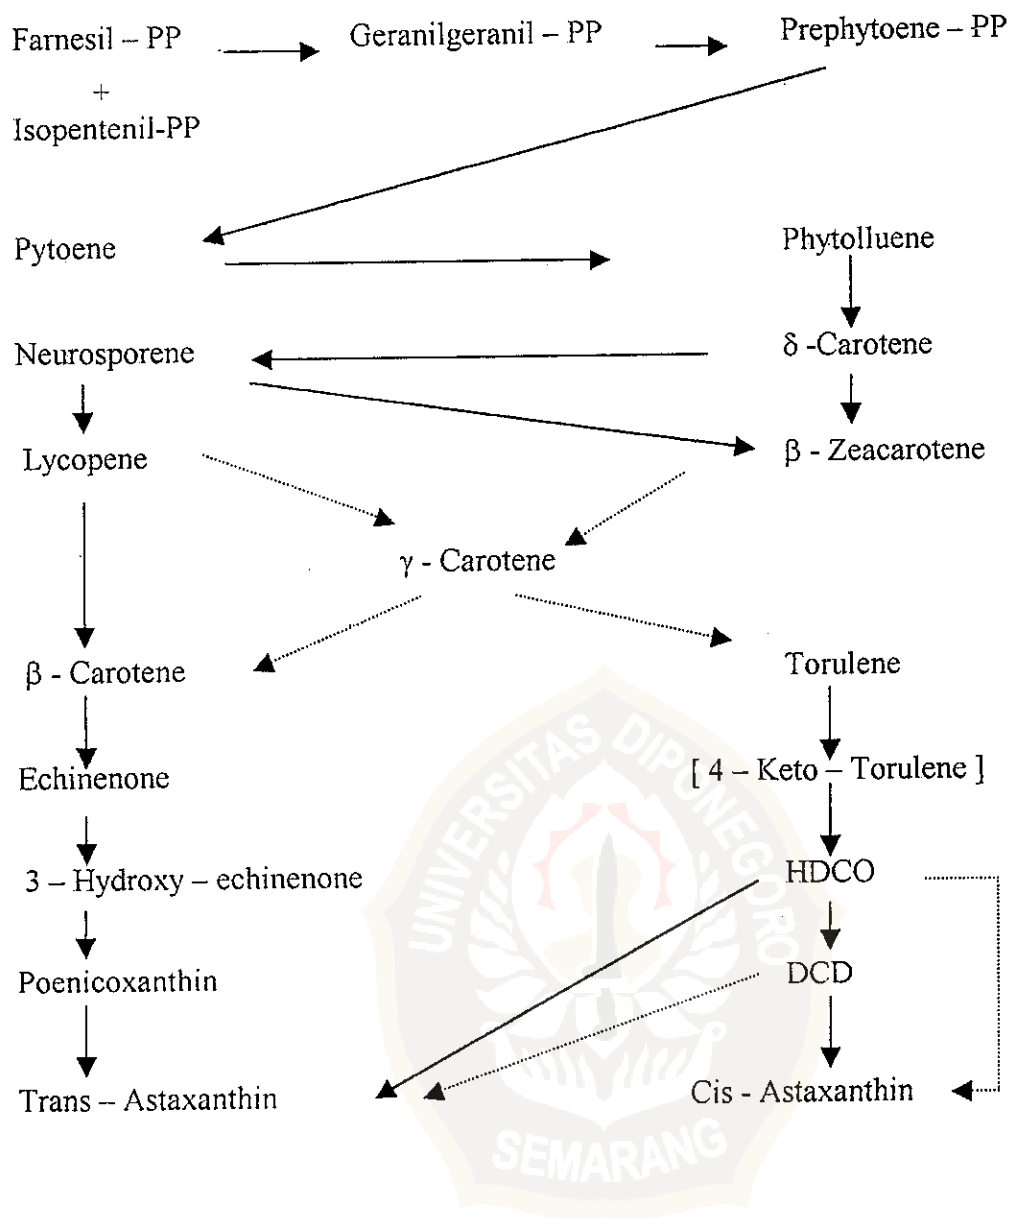 Farnesil – PP
Geranilgeranil – PP
Prephytoene – PP
+
Isopentenil-PP
Pytoene
Phytolluene
Neurosporene
δ -Carotene
Lycopene
β - Zeacarotene
γ - Carotene
β - Carotene
Torulene
Echinenone
[ 4 – Keto – Torulene ]
3 – Hydroxy – echinenone
HDCO
Poenicoxanthin
DCD
Trans – Astaxanthin
Cis - Astaxanthin
UNIVERSITAS DIPONEGORO
SEMARANG